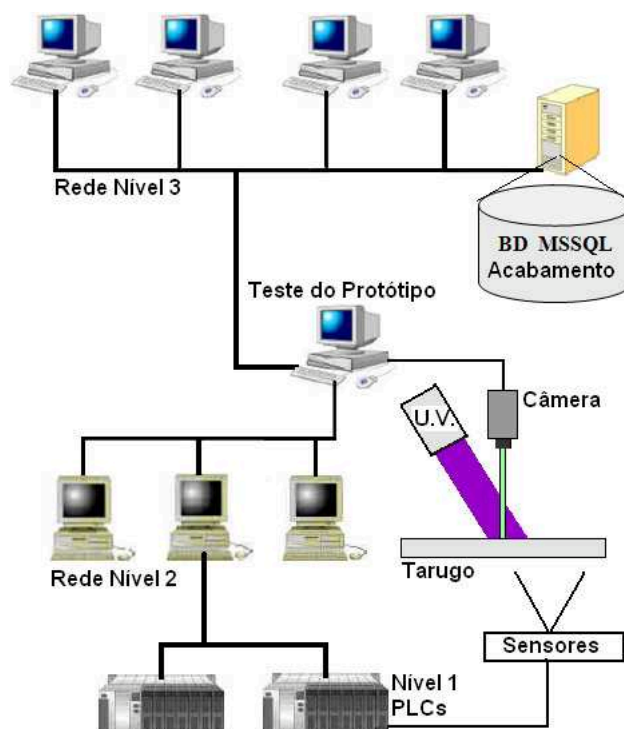 Rede Nível 3
BD MSSQL
Acabamento
Teste do Protótipo
U.V.
Câmera
Tarugo
Rede Nível 2
Sensores
Nível 1
PLCs